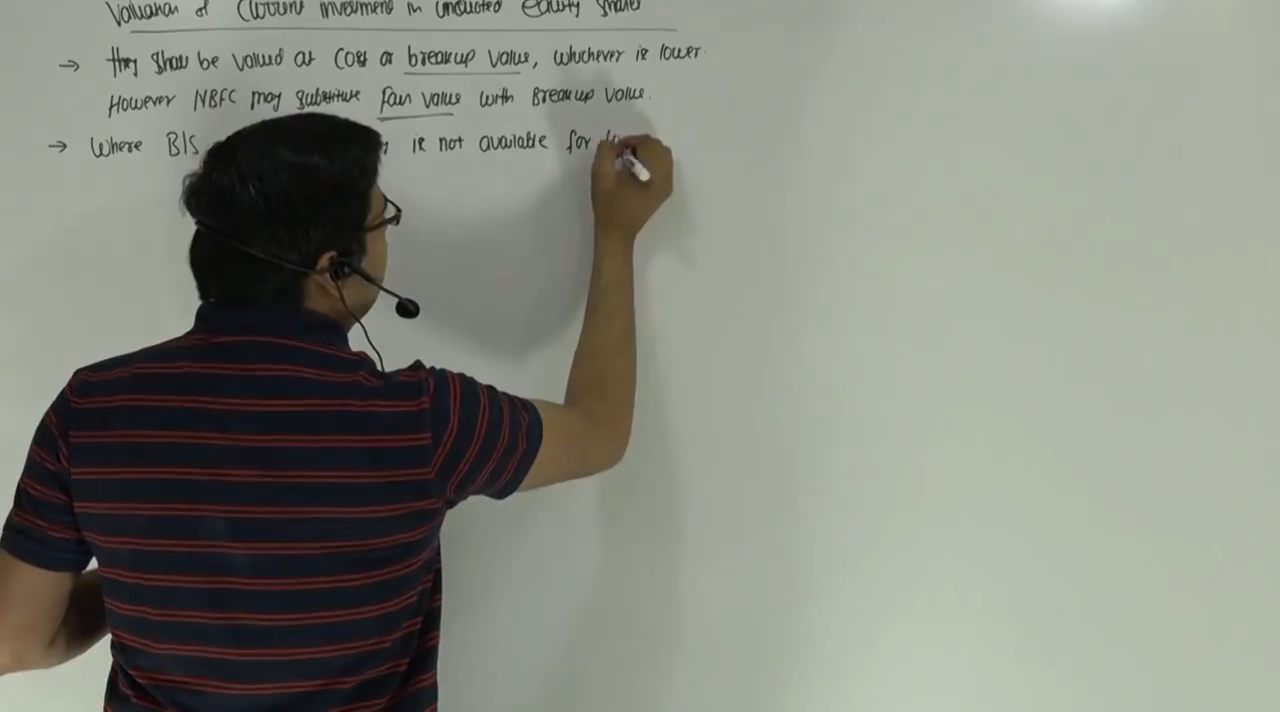 Valuation of Current Investment in unquoted equity shares
→ they shall be valued at Cost or breakup value, whichever is lower.
However NBFC may substitute fair value with Breakup value.
→ Where B/S is not available for